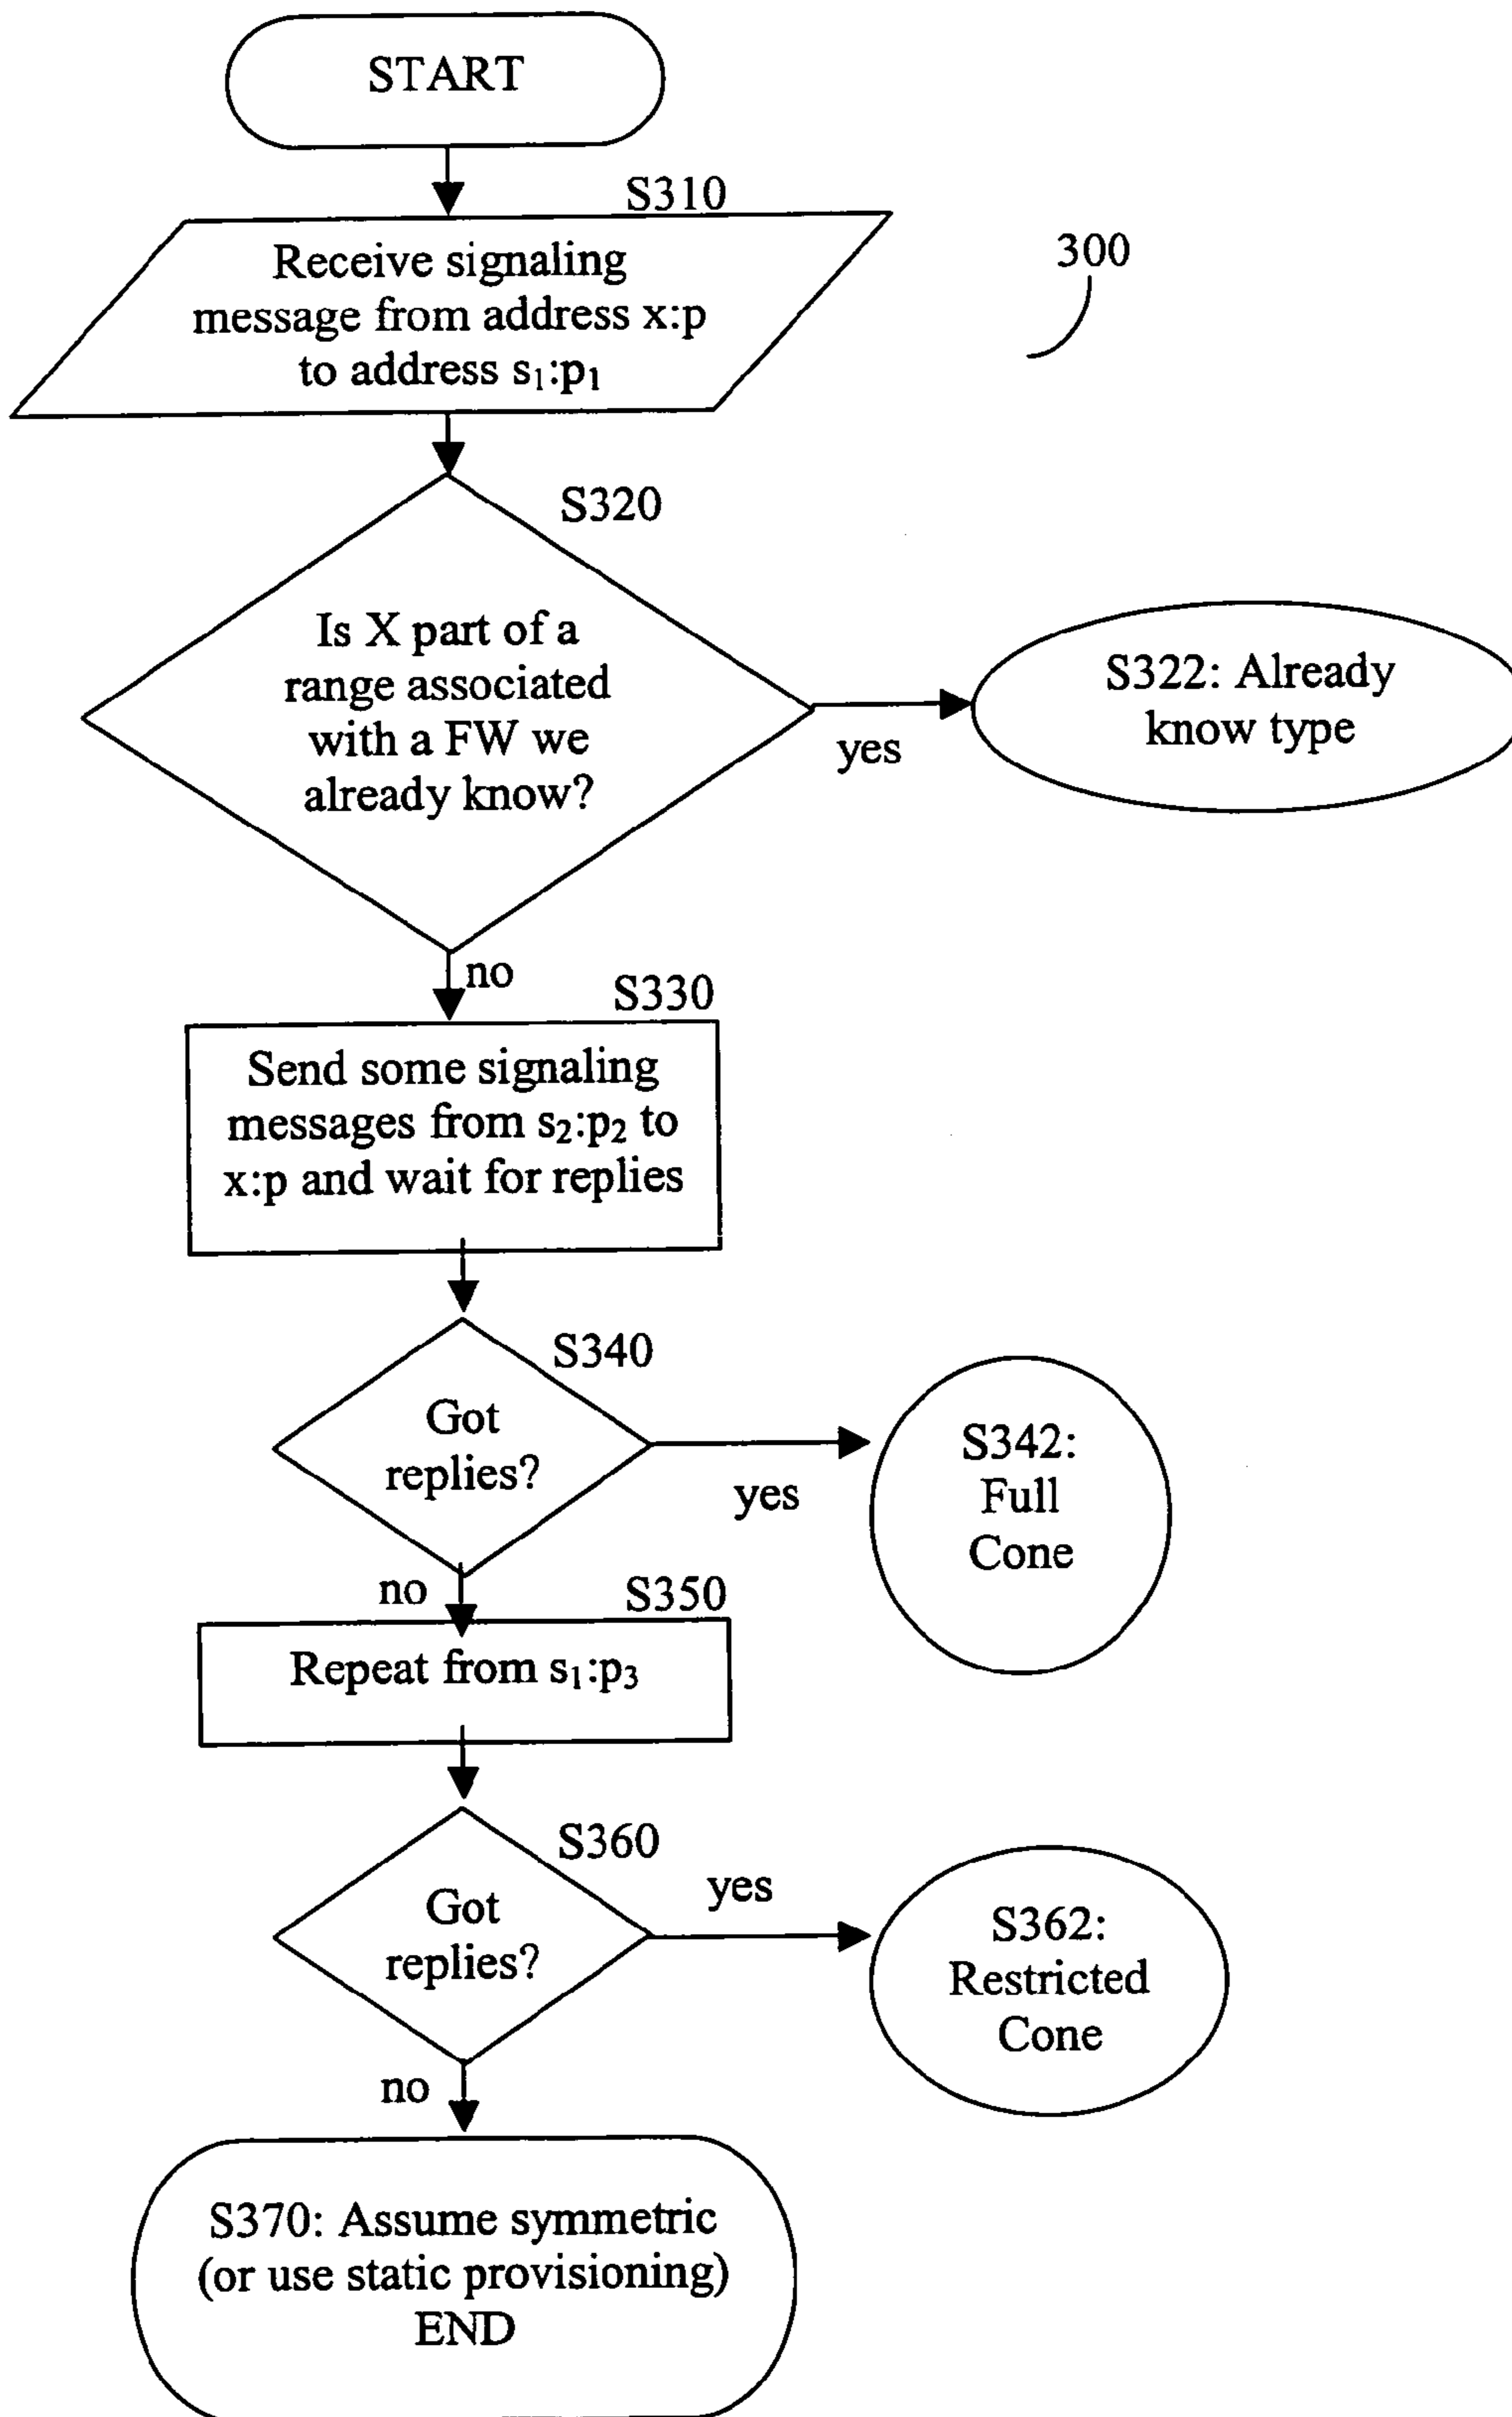 START
S310
Receive signaling
message from address x:p
to address s₁:p₁
300
S320
Is X part of a
range associated
with a FW we
already know?
yes
S322: Already
know type
no
S330
Send some signaling
messages from s₂:p₂ to
x:p and wait for replies
S340
Got
replies?
yes
S342:
Full
Cone
no
S350
Repeat from s₁:p₃
S360
Got
replies?
yes
S362:
Restricted
Cone
no
S370: Assume symmetric
(or use static provisioning)
END